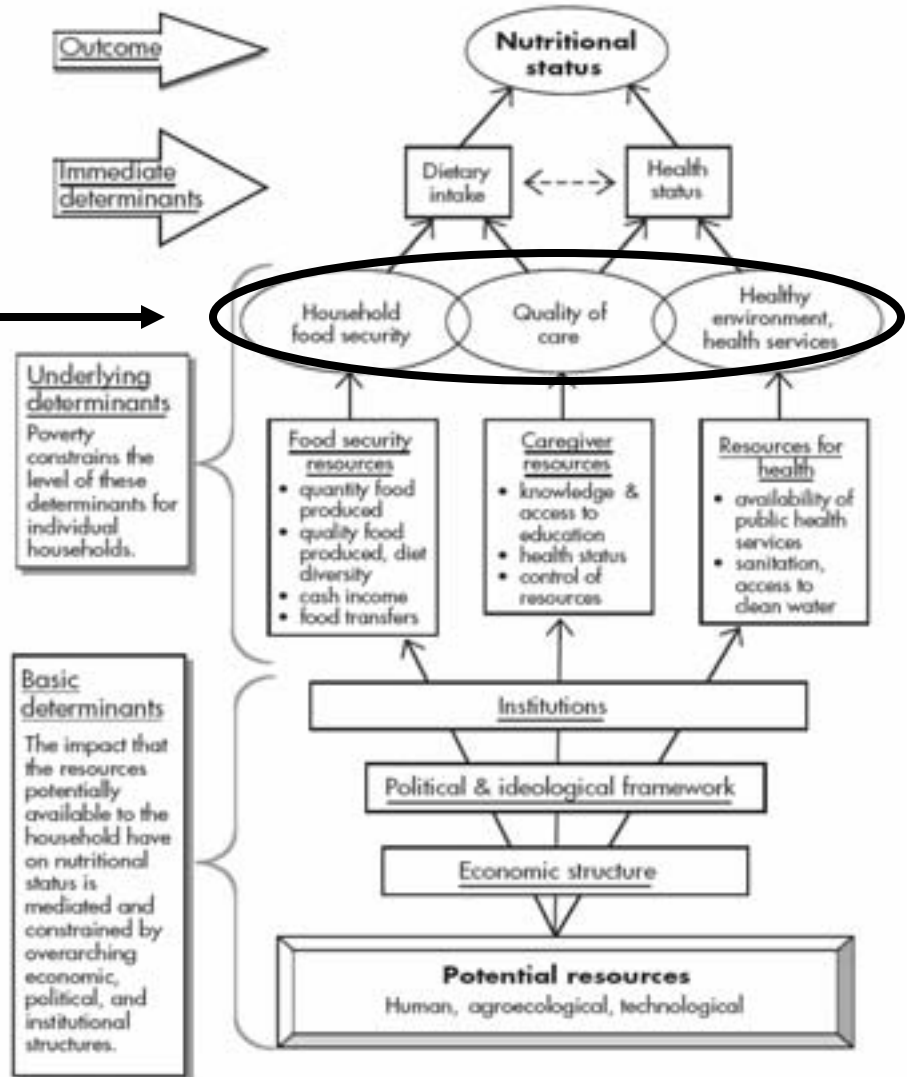 Outcome
Nutritional
status
Immediate
determinants
Dietary
intake
Health
status
Household
food security
Quality of
care
Healthy
environment,
health services
Underlying
determinants
Poverty
constrains the
level of these
determinants for
individual
households.
Food security
resources
• quantity food
produced
• quality food
produced, diet
diversity
• cash income
• food transfers
Caregiver
resources
• knowledge &
access to
education
• health status
• control of
resources
Resources for
health
• availability of
public health
services
• sanitation,
access to
clean water
Basic
determinants
The impact that
the resources
potentially
available to the
household have
on nutritional
status is
mediated and
constrained by
overarching
economic,
political, and
institutional
structures.
Institutions
Political & ideological framework
Economic structure
Potential resources
Human, agroecological, technological